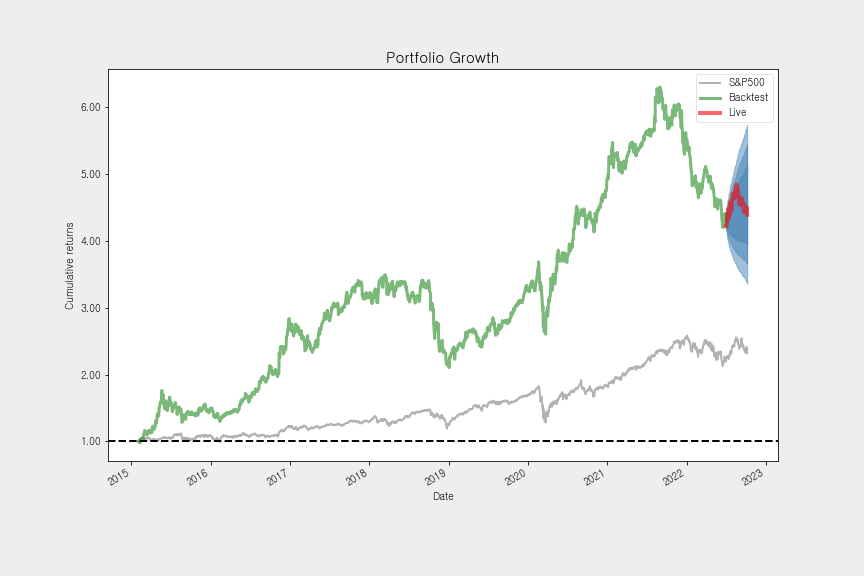 Portfolio Growth
S&P500
Backtest
Live
6.00
5.00
4.00
3.00
2.00
1.00
Cumulative returns
2015
2016
2017
2018
2019
2020
2021
2022
2023
Date